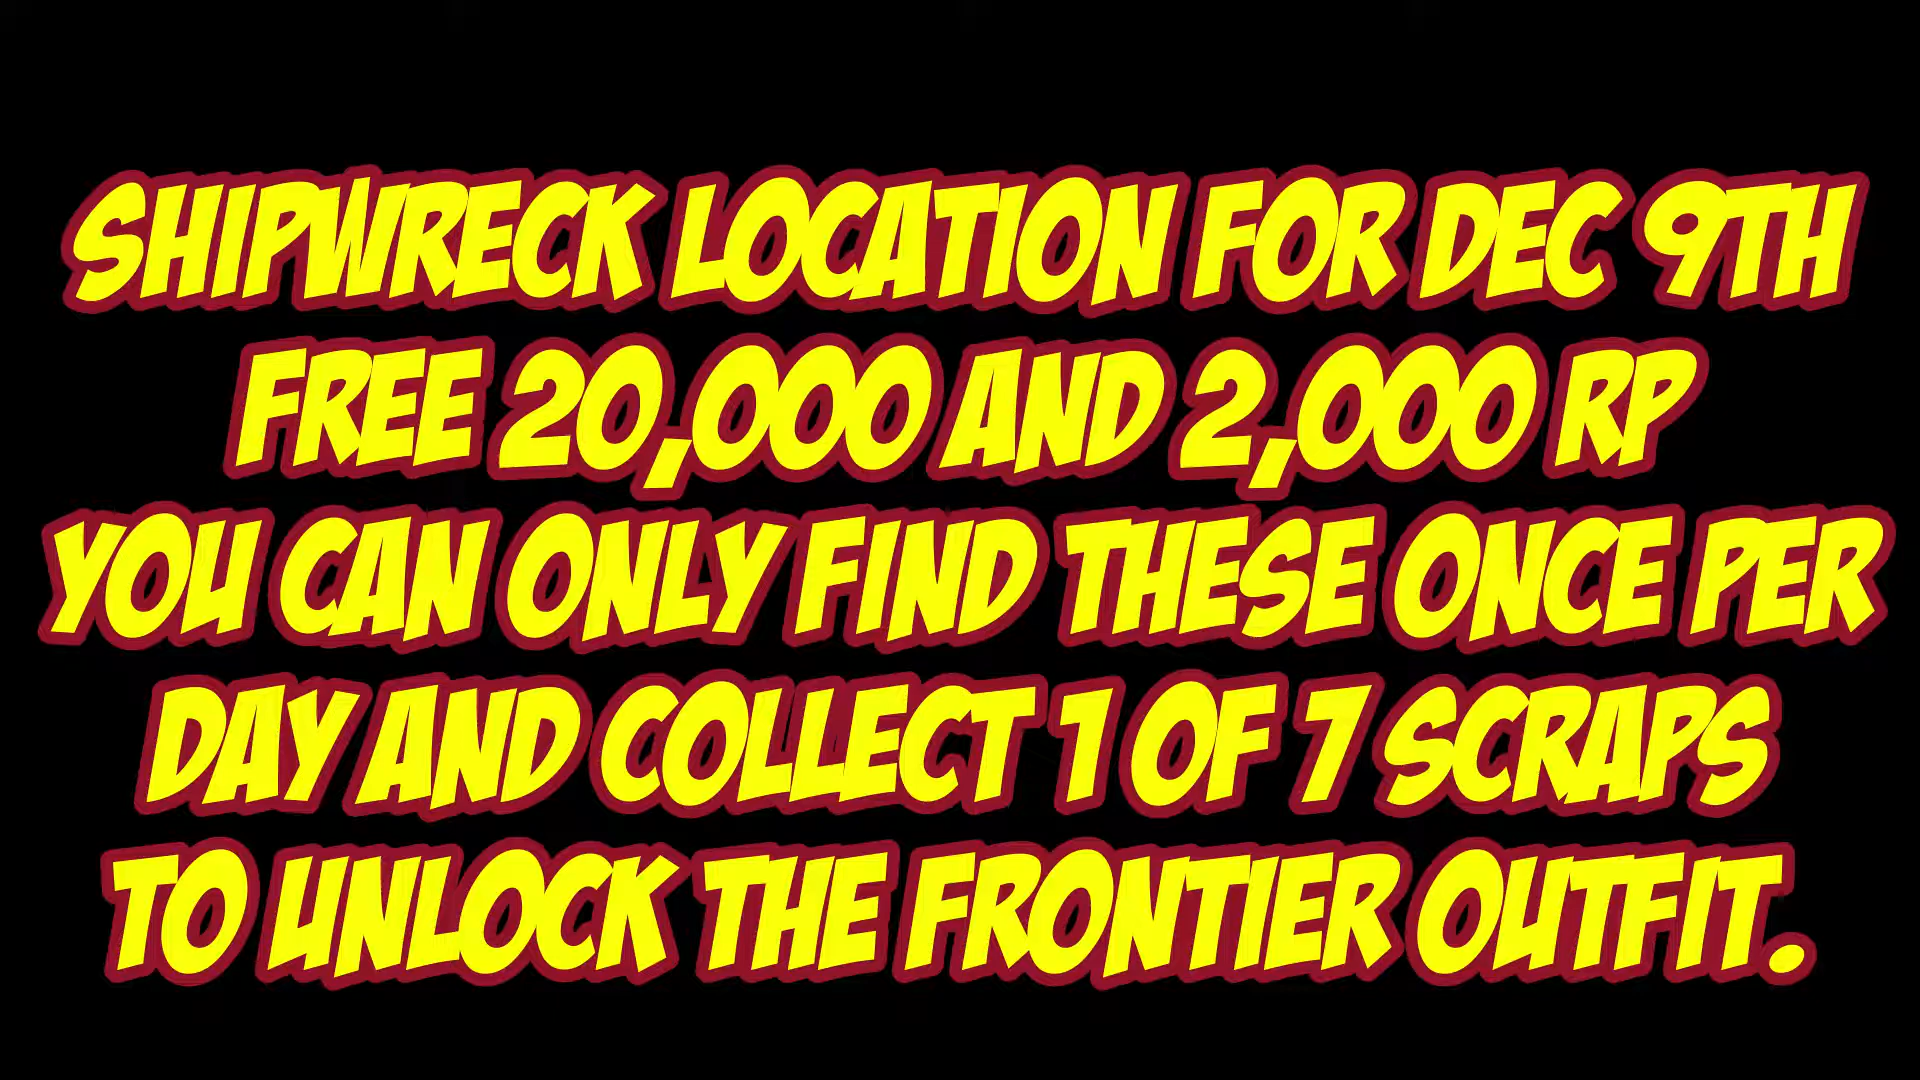 SHIPWRECK LOCATION FOR DEC 9TH
FREE 20,000 AND 2,000 RP
YOU CAN ONLY FIND THESE ONCE PER
DAY AND COLLECT 1 OF 7 SCRAPS
TO UNLOCK THE FRONTIER OUTFIT.